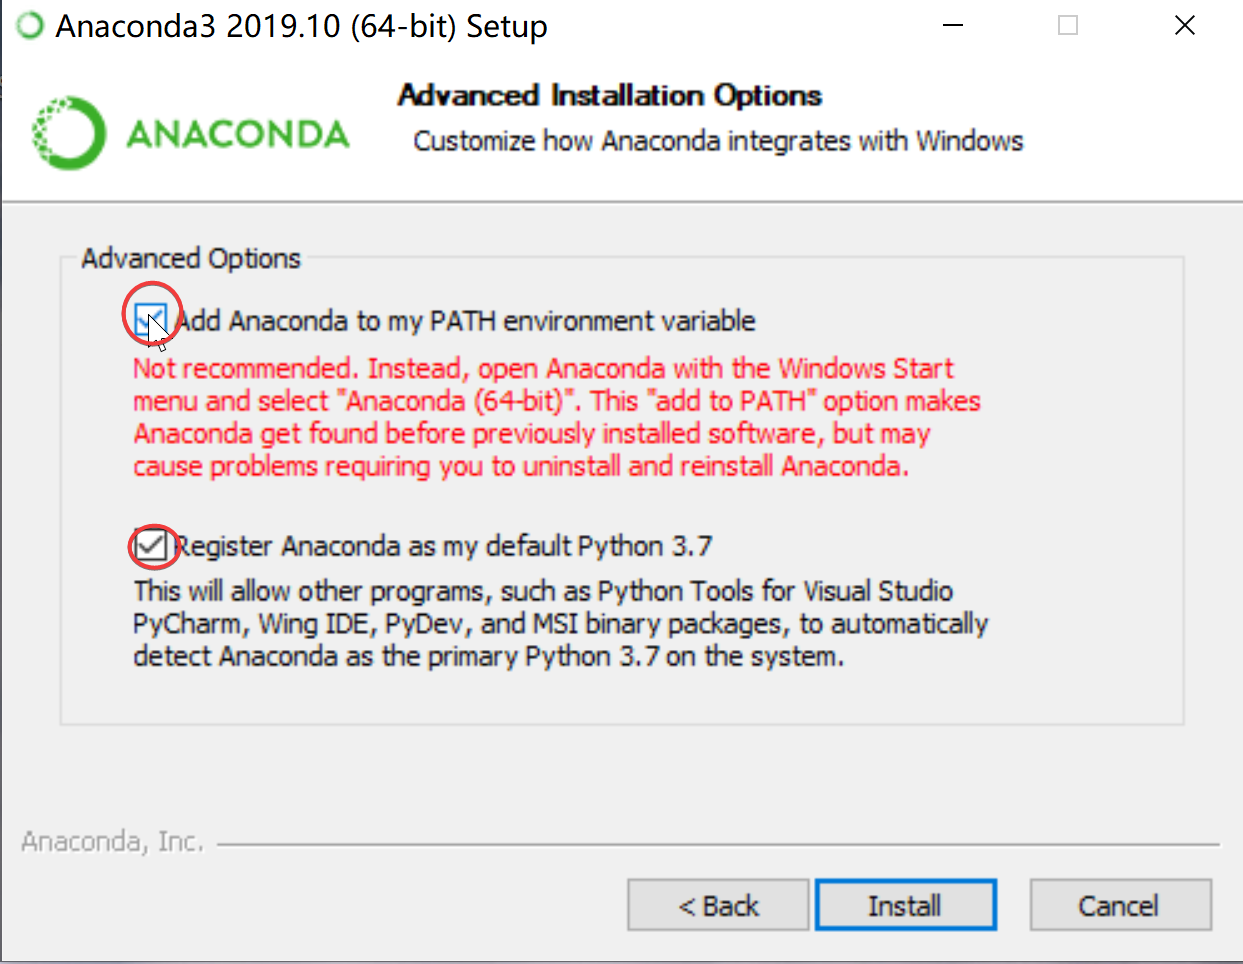 Anaconda3 2019.10 (64-bit) Setup
ANACONDA
Advanced Installation Options
Customize how Anaconda integrates with Windows
Advanced Options
Add Anaconda to my PATH environment variable
Not recommended. Instead, open Anaconda with the Windows Start
menu and select "Anaconda (64-bit)". This "add to PATH" option makes
Anaconda get found before previously installed software, but may
cause problems requiring you to uninstall and reinstall Anaconda.
Register Anaconda as my default Python 3.7
This will allow other programs, such as Python Tools for Visual Studio
PyCharm, Wing IDE, PyDev, and MSI binary packages, to automatically
detect Anaconda as the primary Python 3.7 on the system.
Anaconda, Inc.
< Back
Install
Cancel